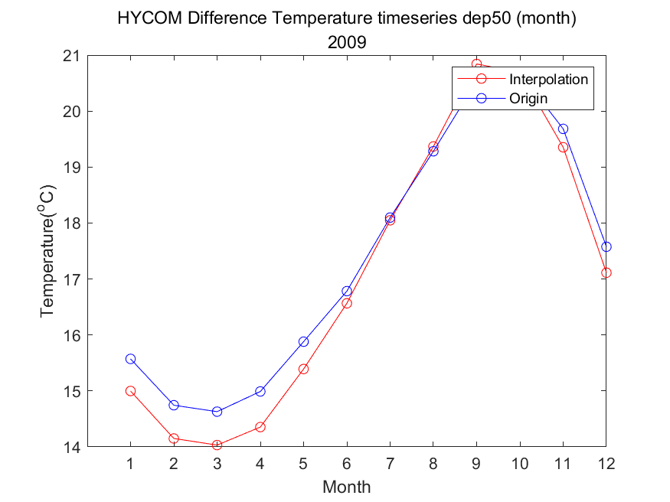 HYCOM Difference Temperature timeseries dep50 (month)
2009
21
20
19
18
17
16
15
14
Temperature(°C)
Interpolation
Origin
1 2 3 4 5 6 7 8 9 10 11 12
Month